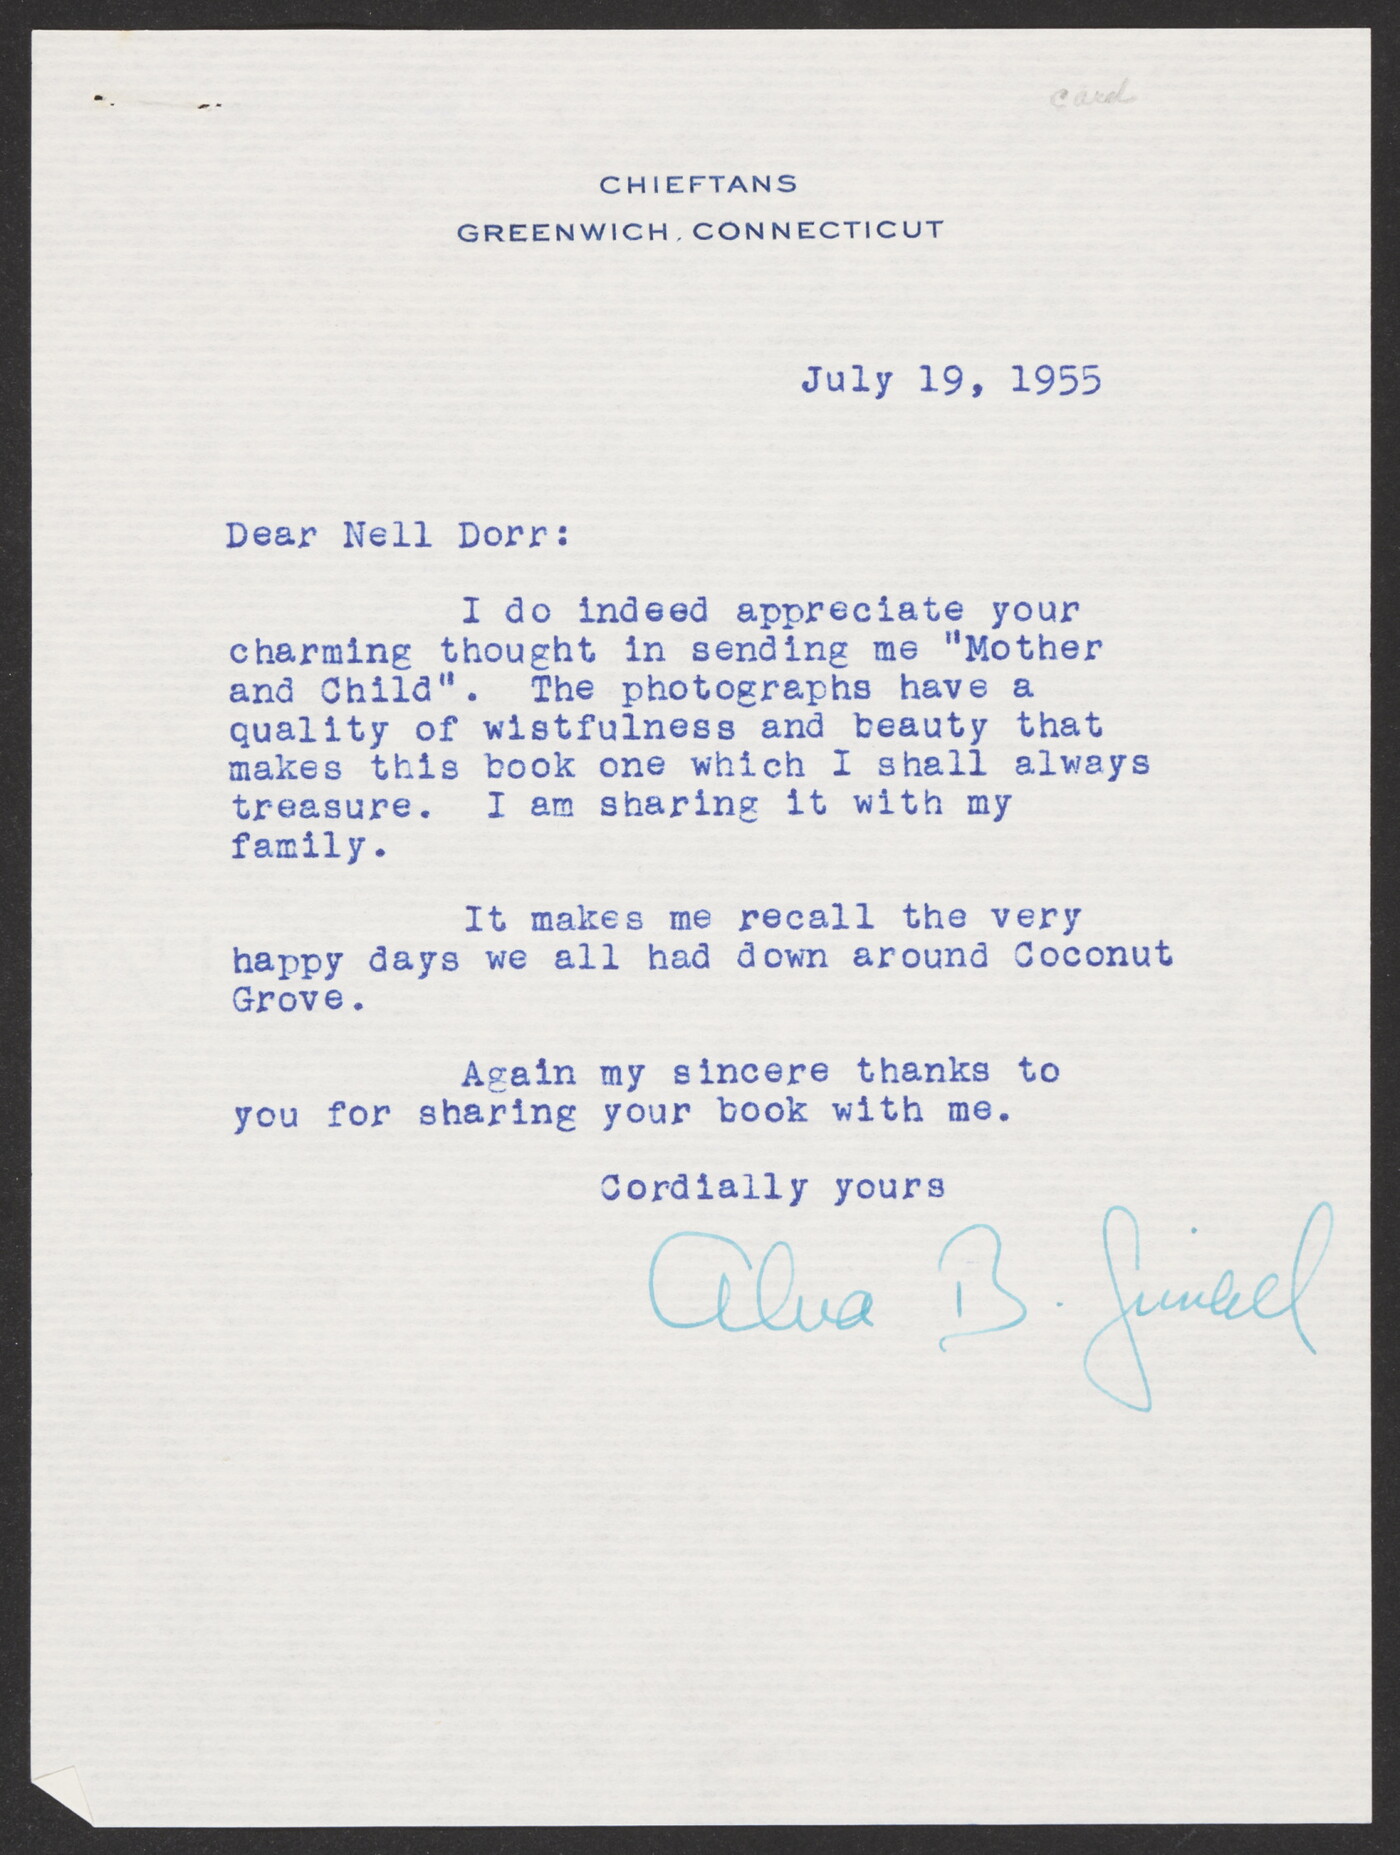 card
CHIEFTANS
GREENWICH, CONNECTICUT
July 19, 1955
Dear Nell Dorr:
I do indeed appreciate your
charming thought in sending me "Mother
and Child". The photographs have a
quality of wistfulness and beauty that
makes this book one which I shall always
treasure. I am sharing it with my
family.
It makes me recall the very
happy days we all had down around Coconut
Grove.
Again my sincere thanks to
you for sharing your book with me.
Cordially yours
Alva B. Gimbel